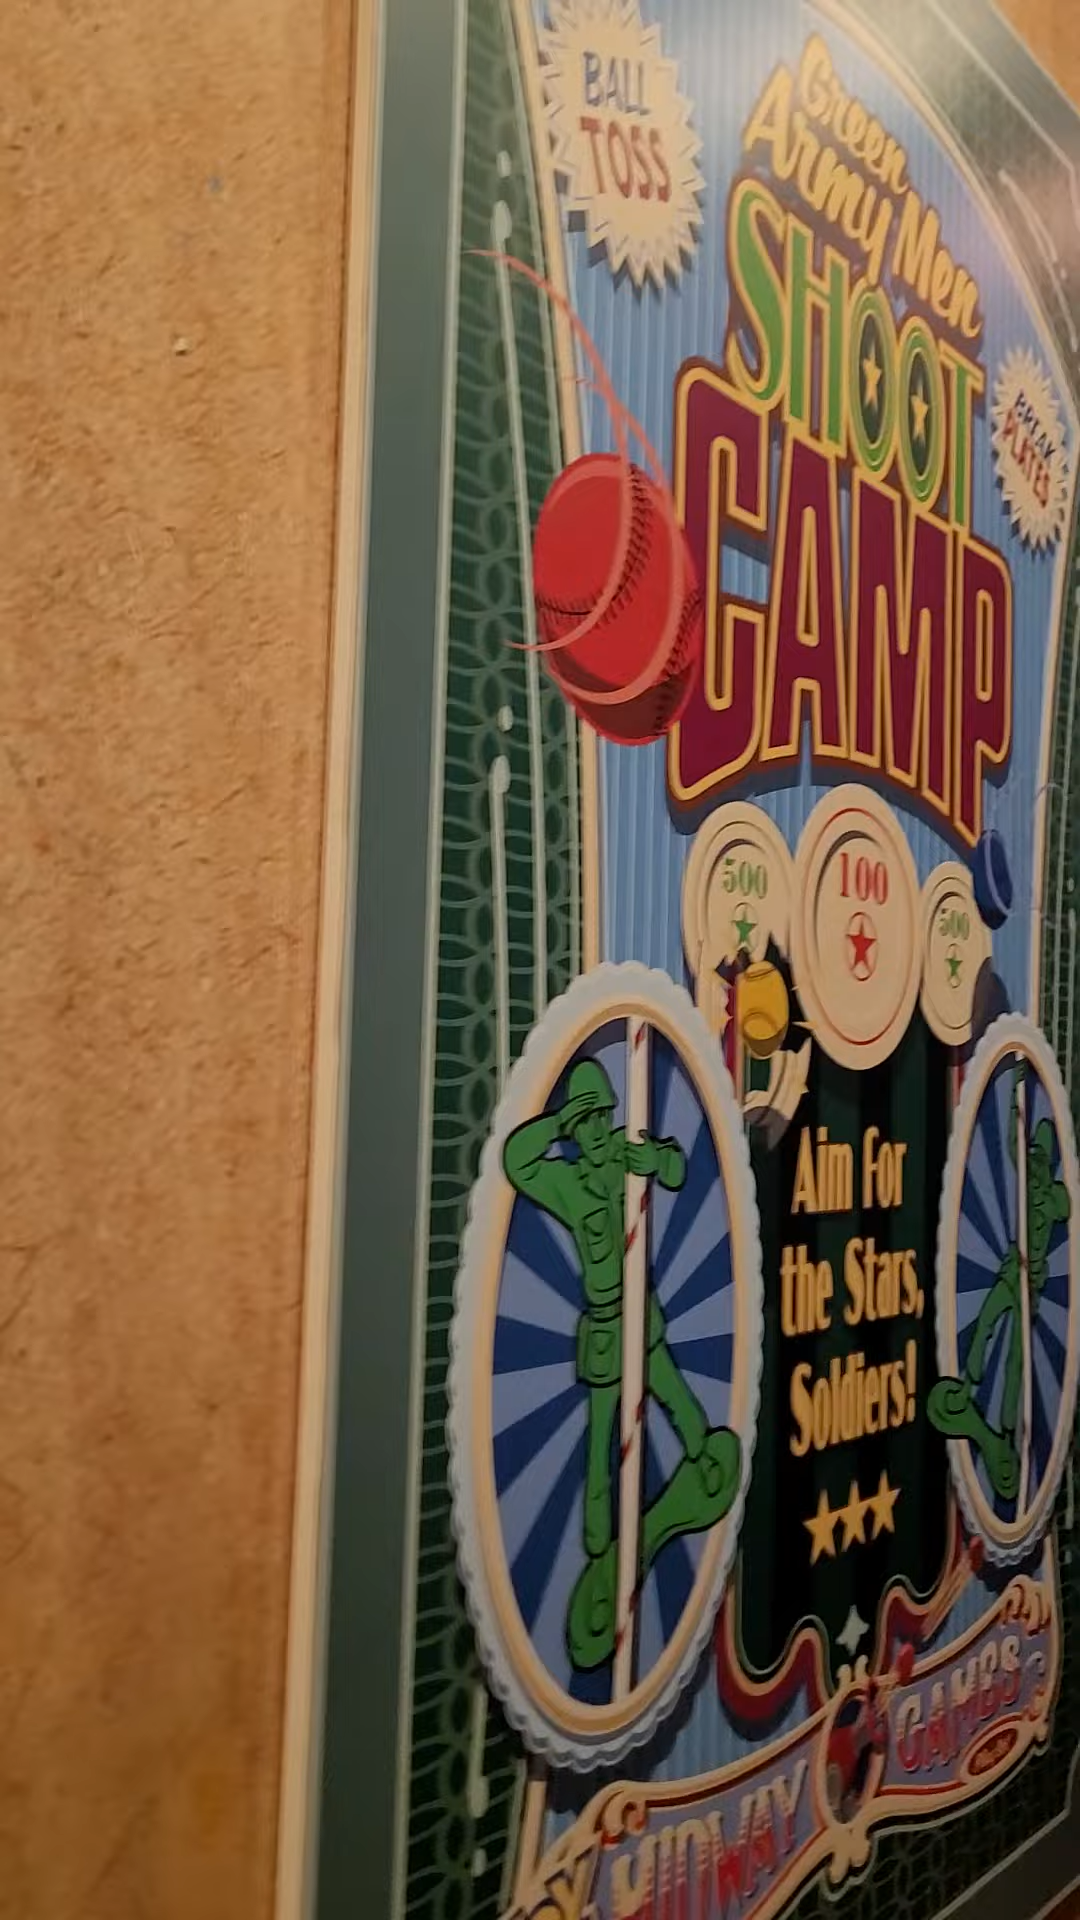 BALL
TOSS
Green
Army Men
SHOOT
CAMP
BREAK
PLATES
500
100
500
Aim for
the Stars,
Soldiers!
MIDWAY
GAMES